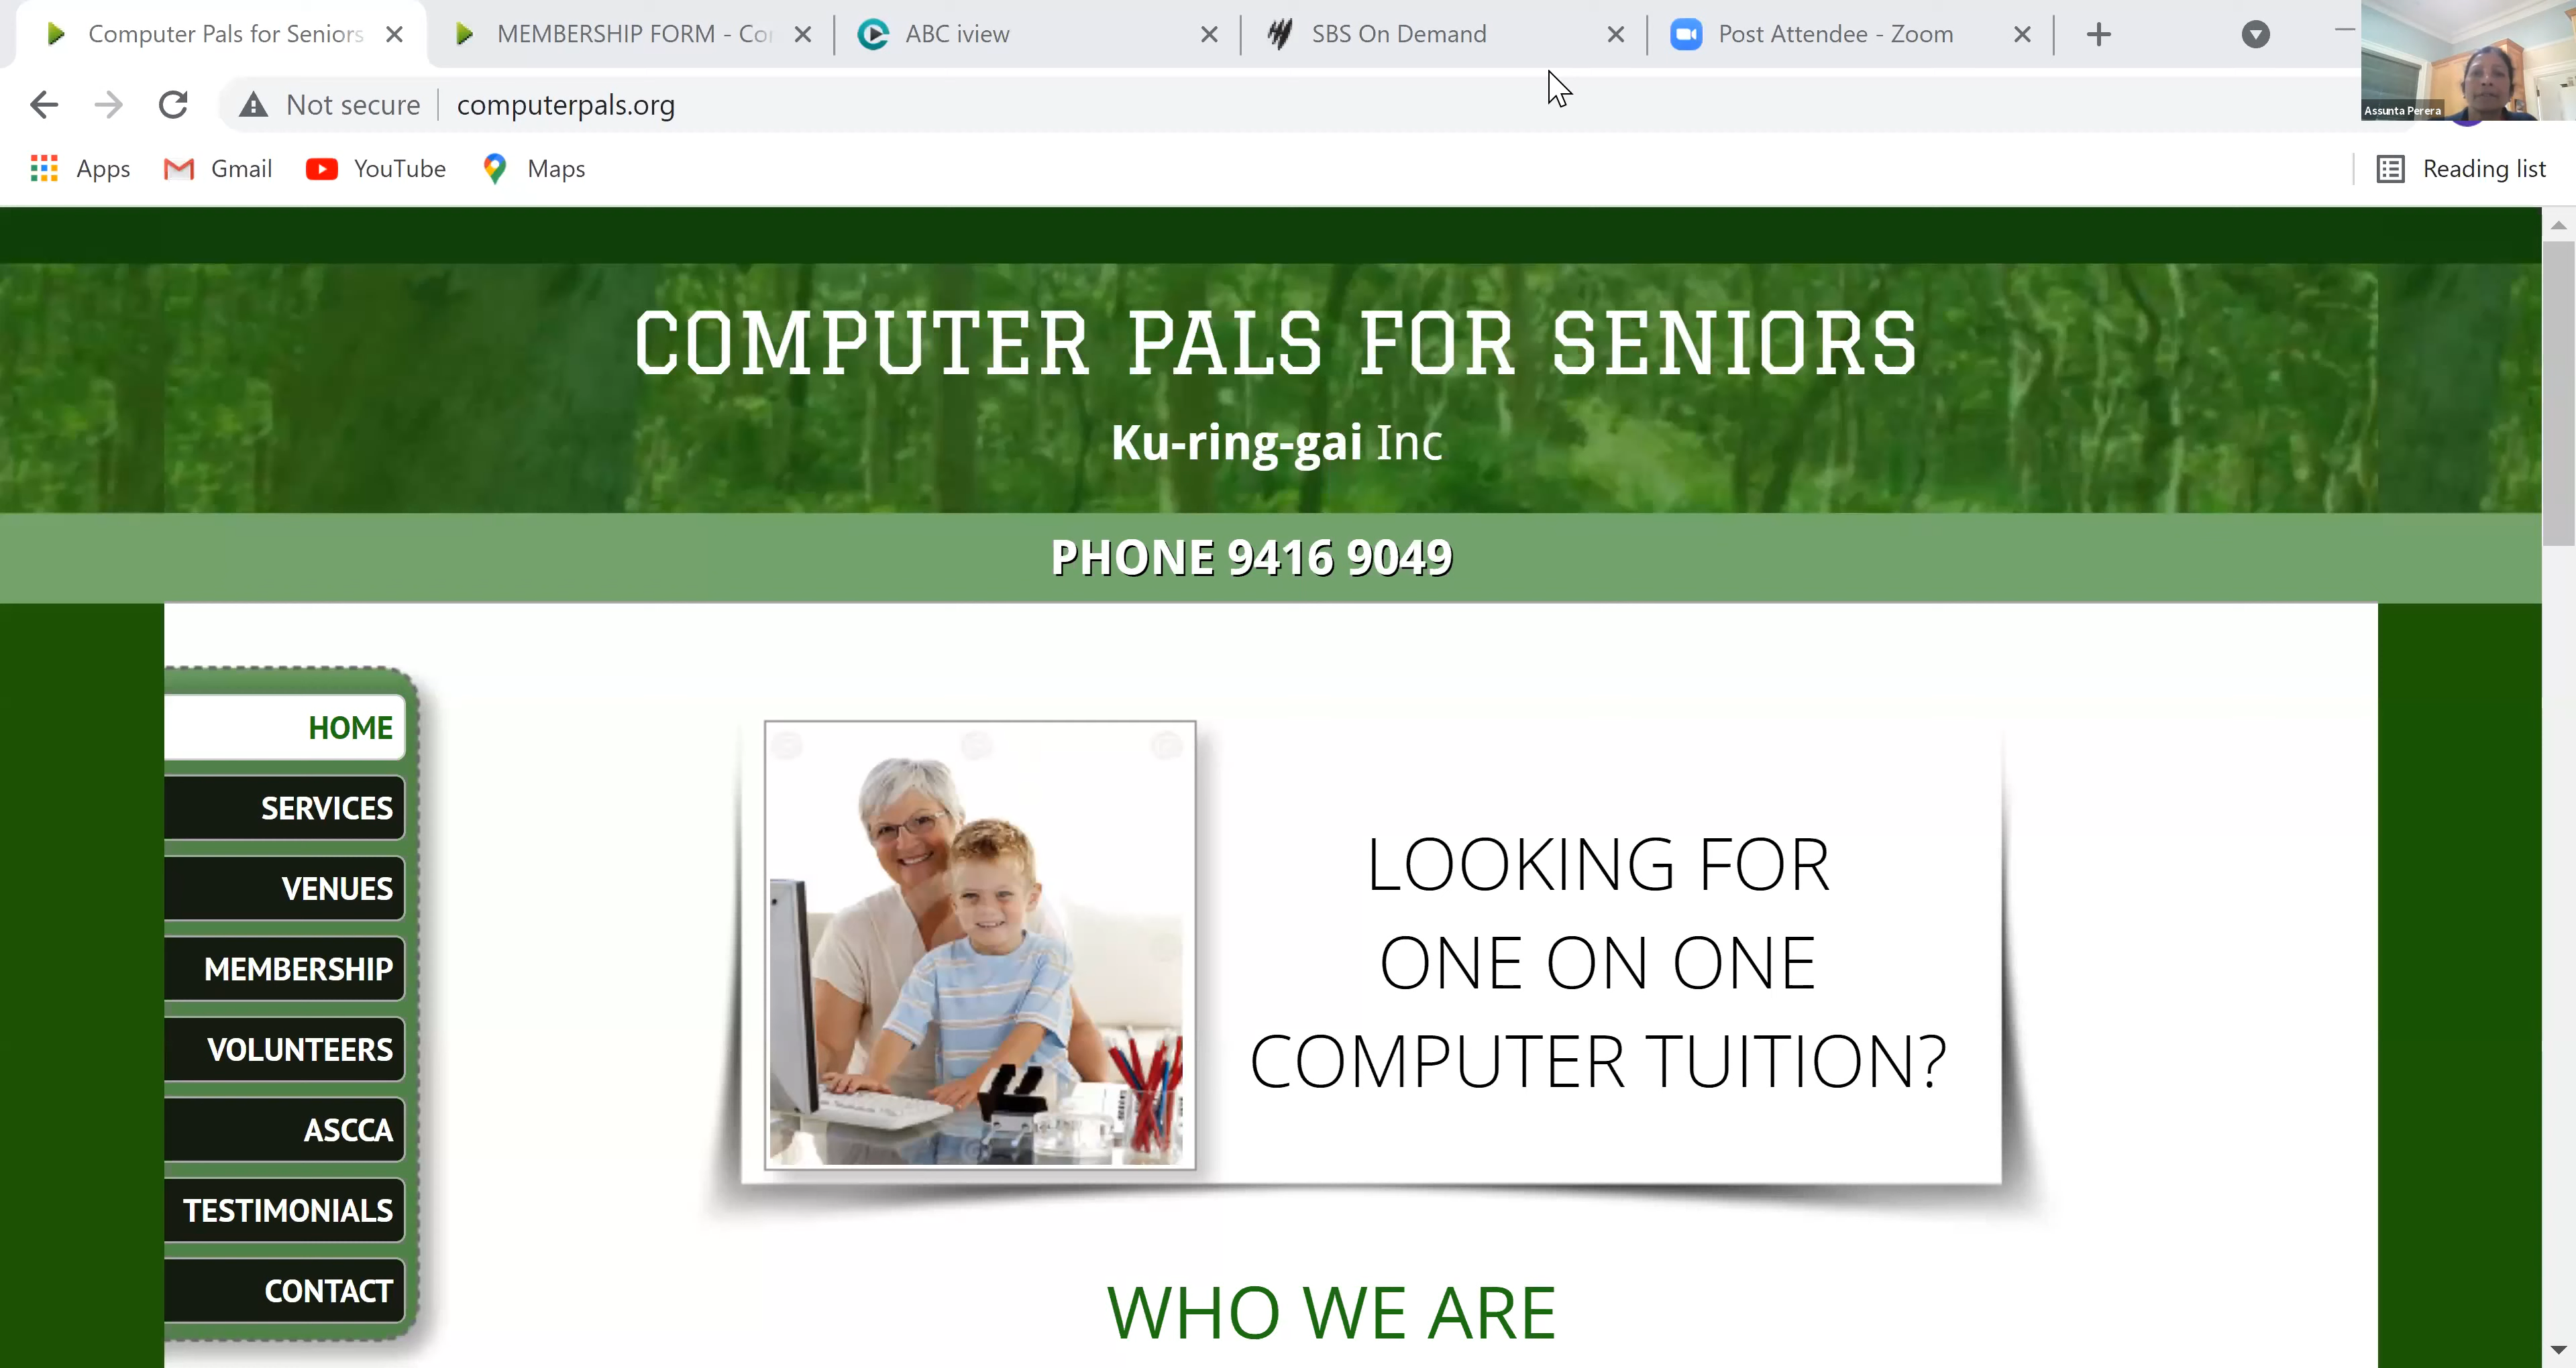 Computer Pals for Seniors
MEMBERSHIP FORM - Co
ABC iview
SBS On Demand
Post Attendee - Zoom
Not secure
computerpals.org
Assunta Perera
Apps
Gmail
YouTube
Maps
Reading list
COMPUTER PALS FOR SENIORS
Ku-ring-gai Inc
PHONE 9416 9049
HOME
SERVICES
VENUES
MEMBERSHIP
VOLUNTEERS
ASCCA
TESTIMONIALS
CONTACT
LOOKING FOR
ONE ON ONE
COMPUTER TUITION?
WHO WE ARE